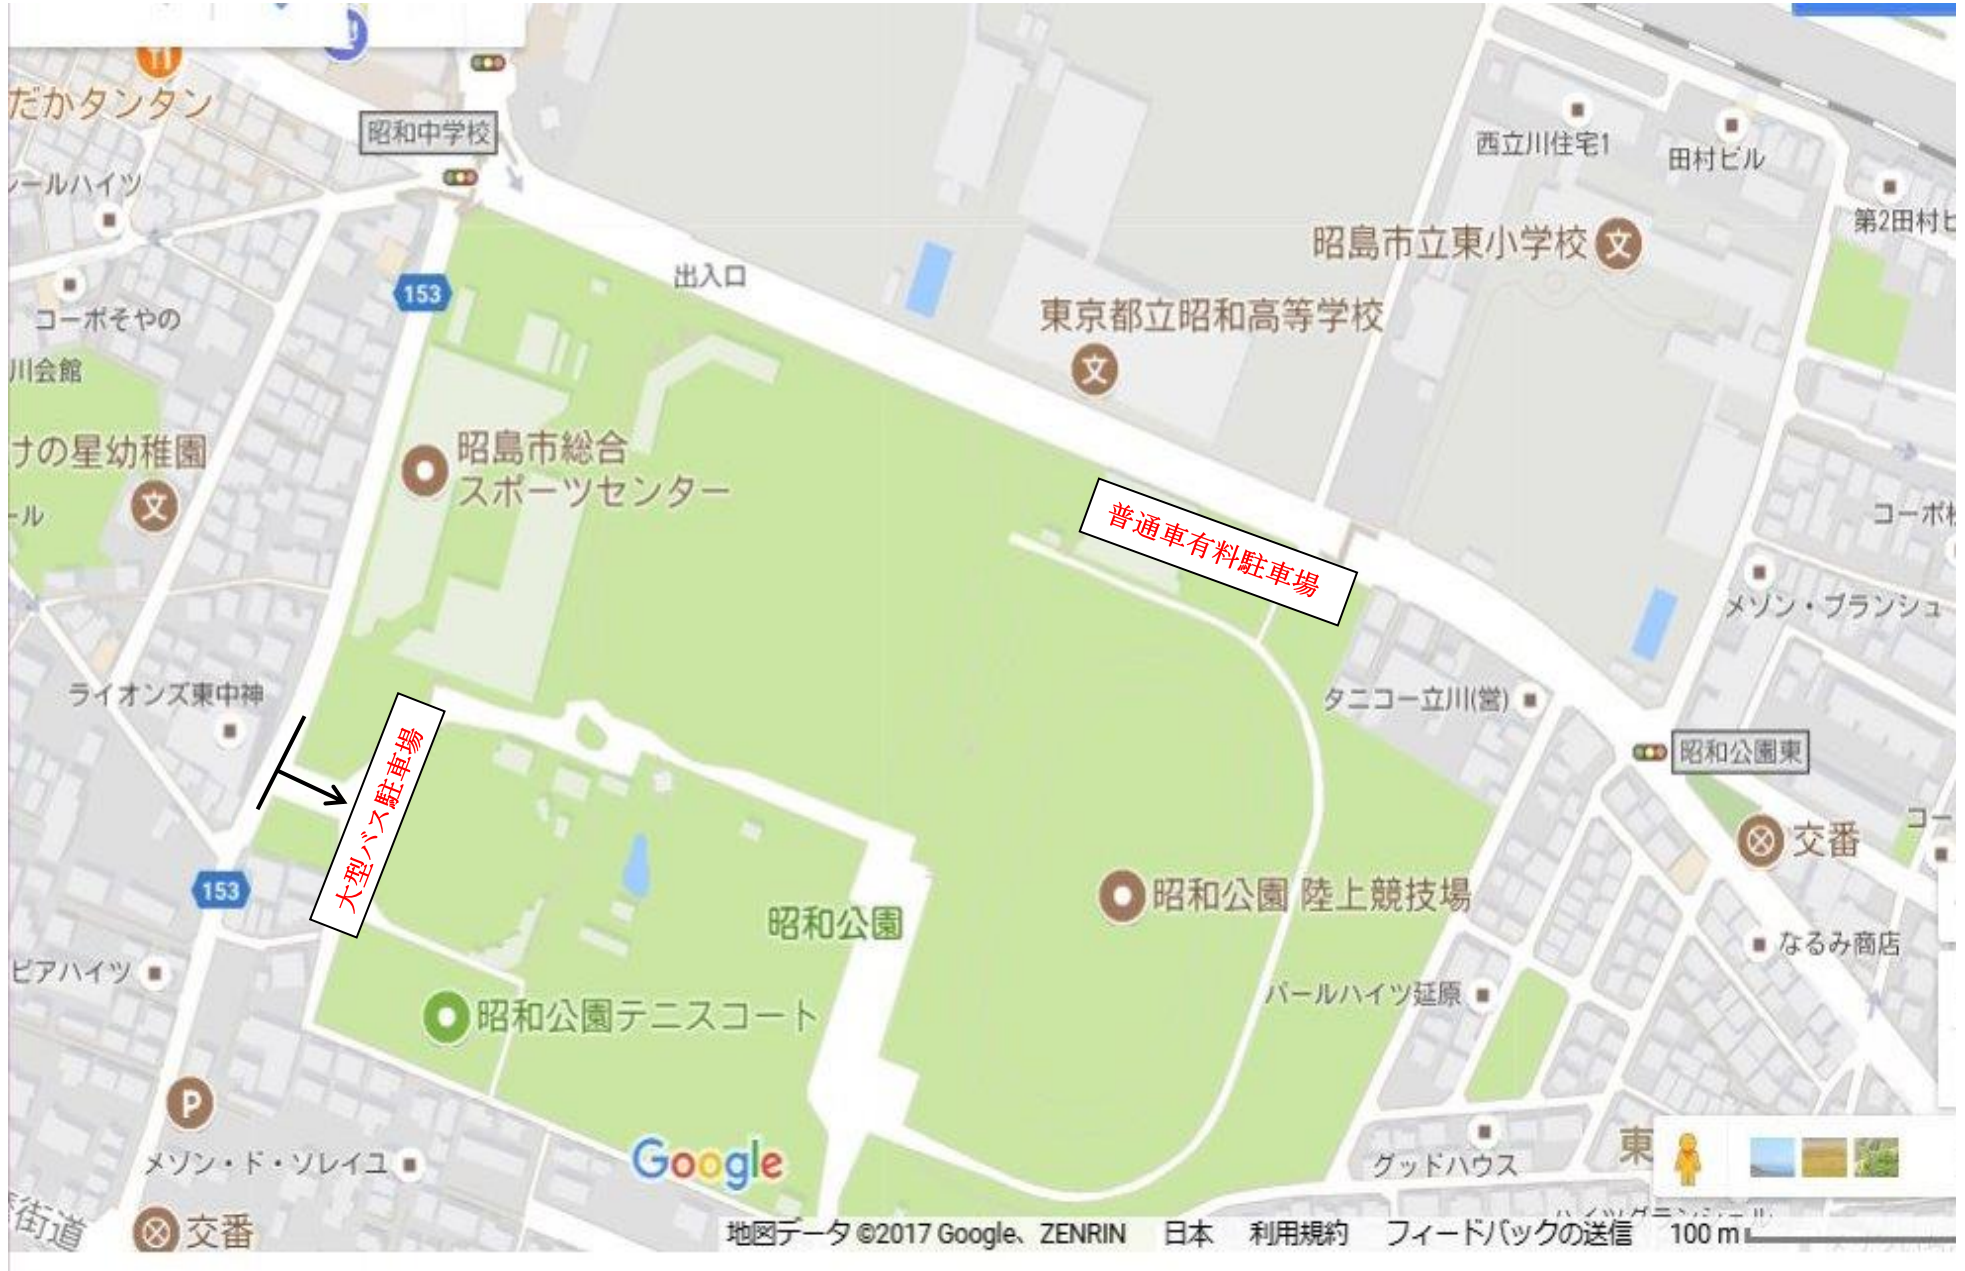 だかタンタン
昭和中学校
ールハイツ
153
コーポそやの
川会館
けの星幼稚園
文
ール
出入口
西立川住宅1
田村ビル
第2田村ビ
昭島市立東小学校
文
東京都立昭和高等学校
文
昭島市総合
スポーツセンター
普通車有料駐車場
コーポ
メゾン・ブランシュ
ライオンズ東中神
大型バス駐車場
タニコー立川(営)
昭和公園東
コー
交番
153
昭和公園
昭和公園 陸上競技場
なるみ商店
ピアハイツ
昭和公園テニスコート
パールハイツ延原
P
メゾン・ド・ソレイユ
Google
グッドハウス
東
街道
交番
地図データ ©2017 Google、ZENRIN 日本 利用規約 フィードバックの送信 100 m